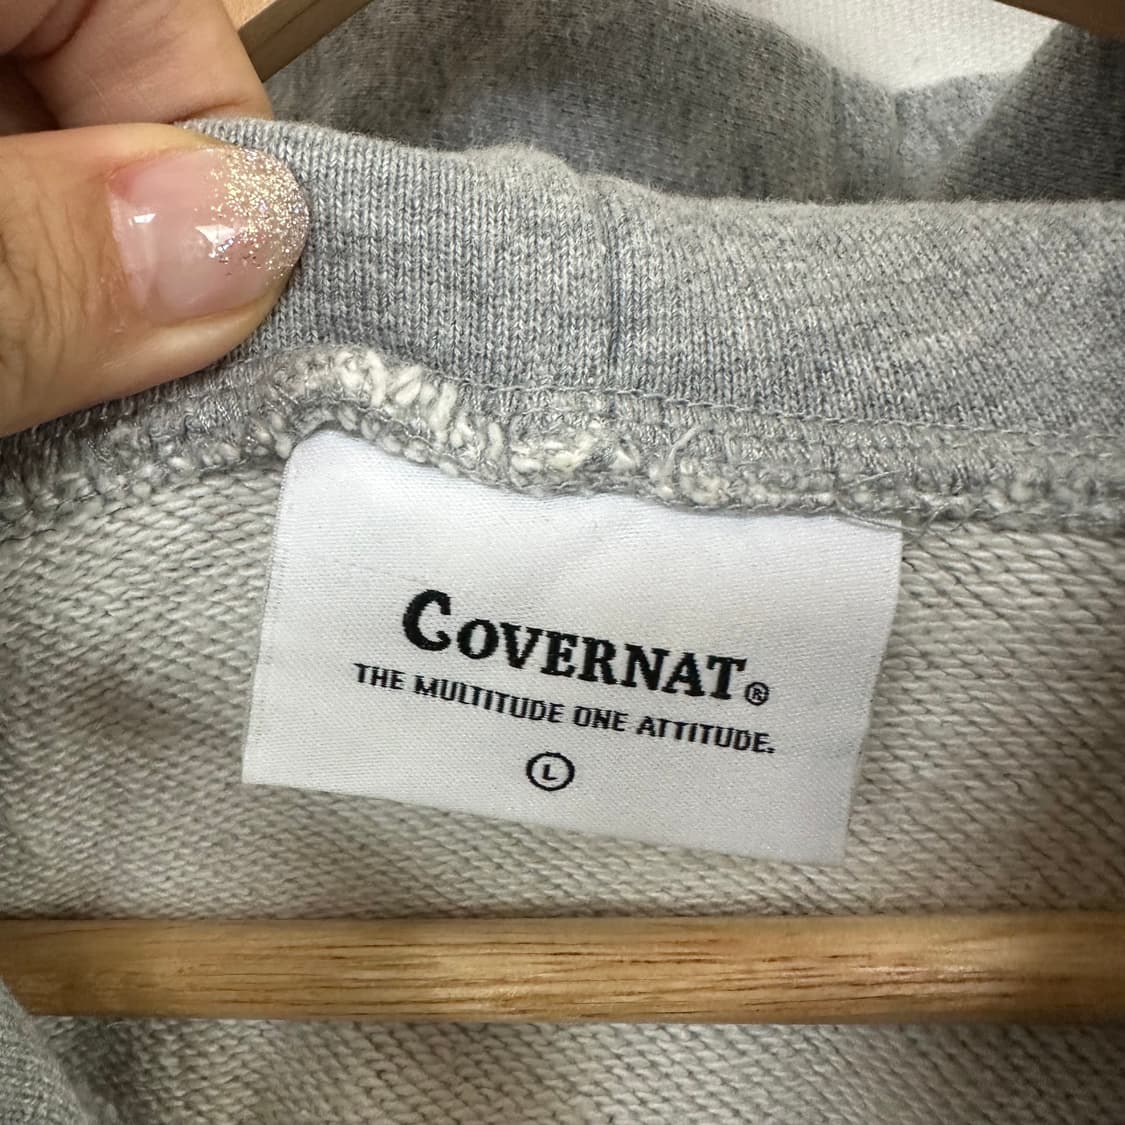 COVERNAT®
THE MULTITUDE ONE ATTITUDE.
L